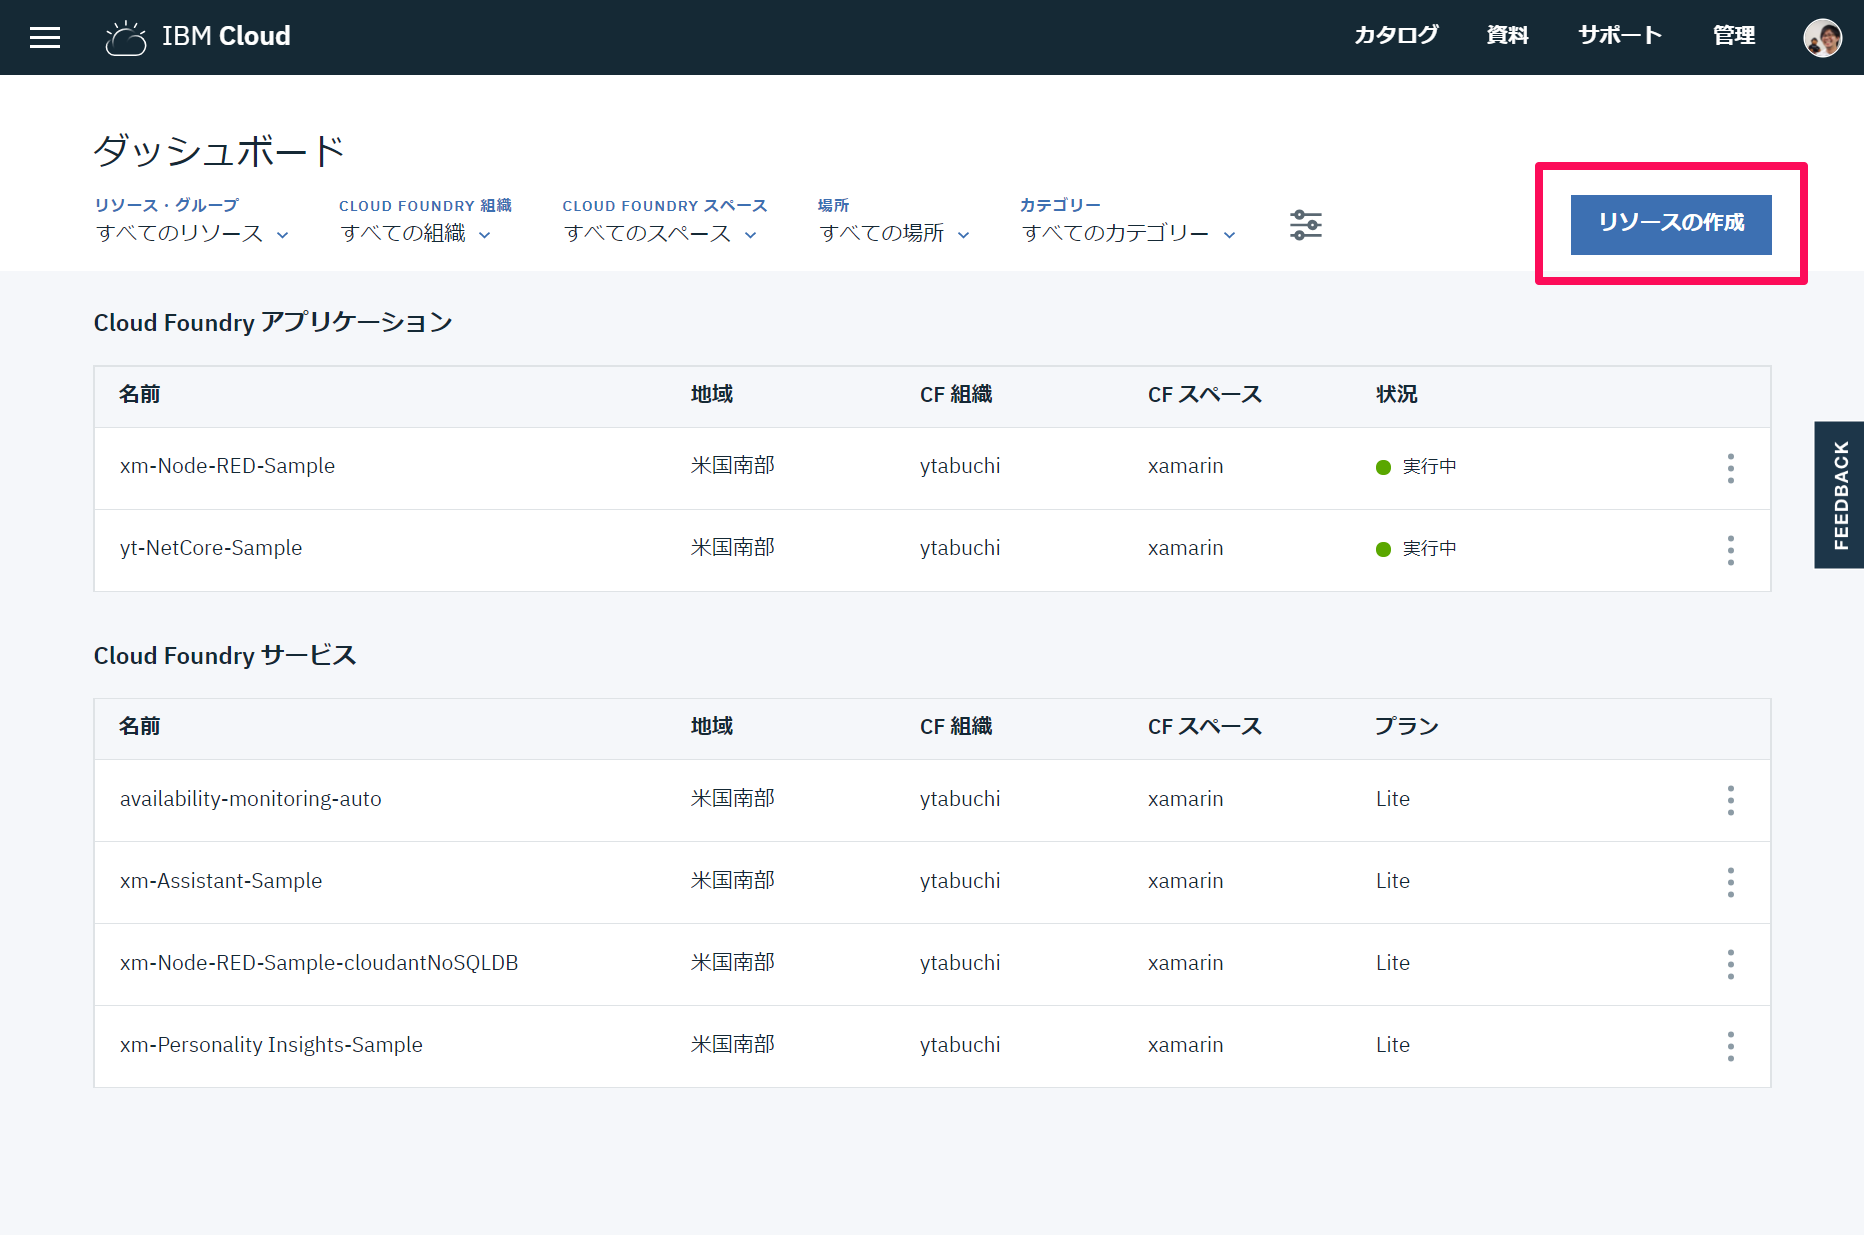 IBM Cloud
カタログ 資料 サポート 管理
ダッシュボード
リソース・グループ CLOUD FOUNDRY 組織 CLOUD FOUNDRY スペース 場所 カテゴリー
すべてのリソース すべての組織 すべてのスペース すべての場所 すべてのカテゴリー
リソースの作成
Cloud Foundry アプリケーション
名前 地域 CF 組織 CF スペース 状況
xm-Node-RED-Sample 米国南部 ytabuchi xamarin 実行中
yt-NetCore-Sample 米国南部 ytabuchi xamarin 実行中
FEEDBACK
Cloud Foundry サービス
名前 地域 CF 組織 CF スペース プラン
availability-monitoring-auto 米国南部 ytabuchi xamarin Lite
xm-Assistant-Sample 米国南部 ytabuchi xamarin Lite
xm-Node-RED-Sample-cloudantNoSQLDB 米国南部 ytabuchi xamarin Lite
xm-Personality Insights-Sample 米国南部 ytabuchi xamarin Lite